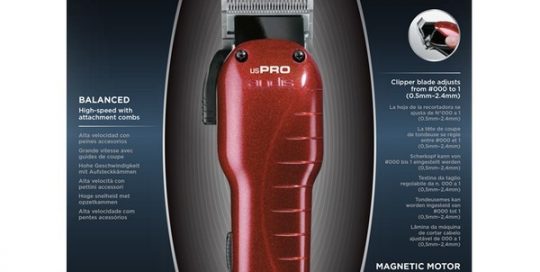 usPRO
andis
BALANCED
High-speed with
attachment combs
Alta velocidad con
peines accesorios
Grande vitesse avec
guides de coupe
Hohe Geschwindigkeit
mit Aufsteckkämmen
Alta velocità con
pettini accessori
Hoge snelheid met
opzetkammen
Alta velocidade com
pentes accesorios
Clipper blade adjusts
from #000 to 1
(0.5mm–2.4mm)
La hoja de la recortadora se
ajusta de N°000 a 1
(0,5mm-2,4mm)
La tête de coupe
de tondeuse se règle
entre #000 et 1
(0,5mm-2,4mm)
Scherkopf kann von
#000 bis 1 eingestellt werden
(0,5mm-2,4mm)
Testina da taglio
regolabile da n. 000 a 1
(0,5mm-2,4mm)
Tondeusemes kan
worden ingesteld van
#000 tot 1
(0,5mm-2,4mm)
Lâmina da máquina
de cortar cabelo
ajustável de 000 a 1
(0,5mm-2,4mm)
MAGNETIC MOTOR